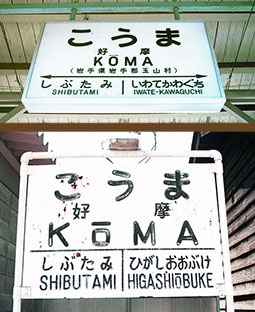 こうま
好摩
KŌMA
(岩手県岩手郡玉山村)
しぶたみ いわてかわぐち
SHIBUTAMI IWATE-KAWAGUCHI
こうま
好摩
KōMA
しぶたみ ひがしおおぶけ
SHIBUTAMI HIGASHIōBUKE